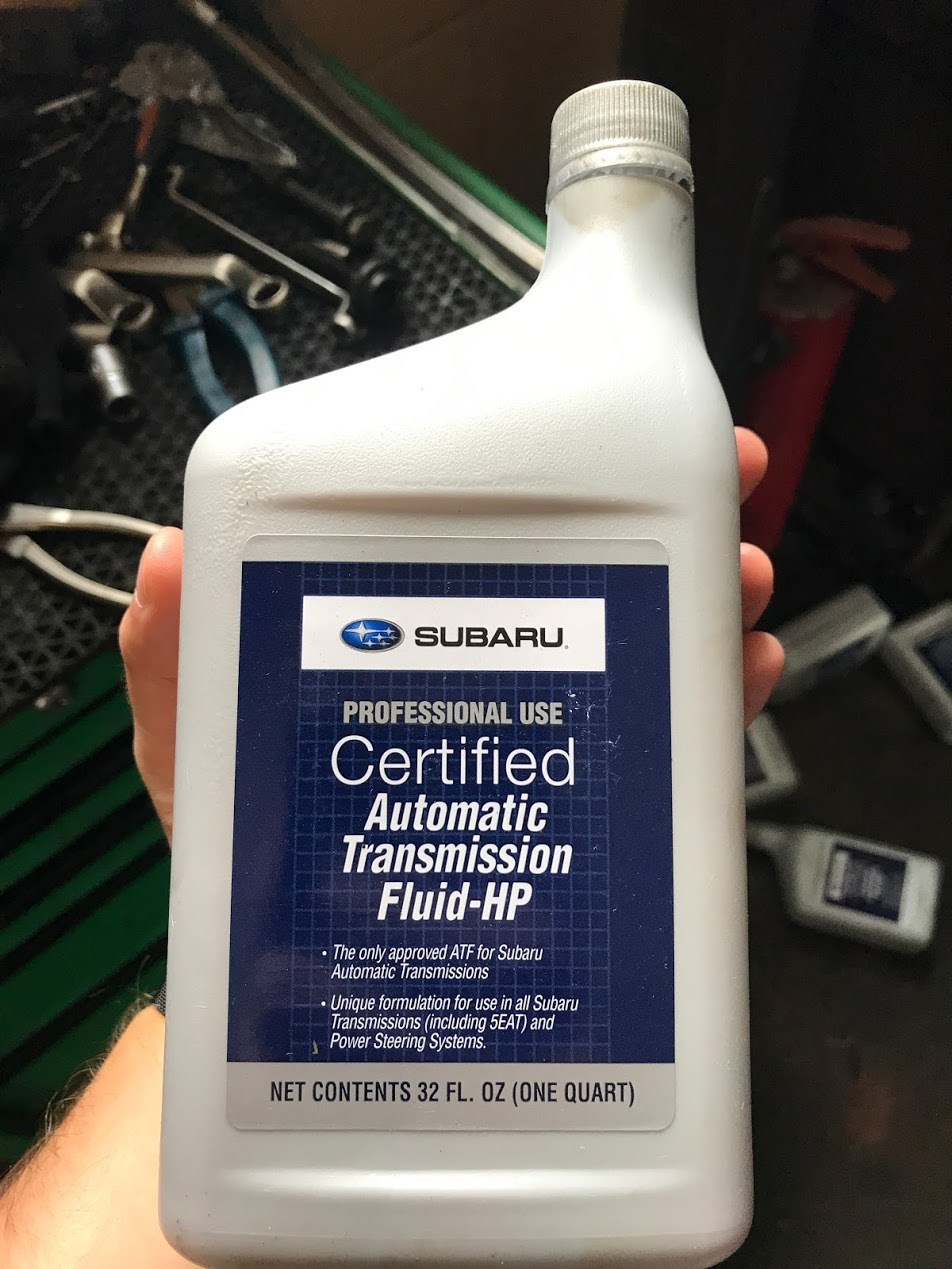 SUBARU®
PROFESSIONAL USE
Certified
Automatic
Transmission
Fluid-HP
• The only approved ATF for Subaru
Automatic Transmissions
• Unique formulation for use in all Subaru
Transmissions (including 5EAT) and
Power Steering Systems.
NET CONTENTS 32 FL. OZ (ONE QUART)